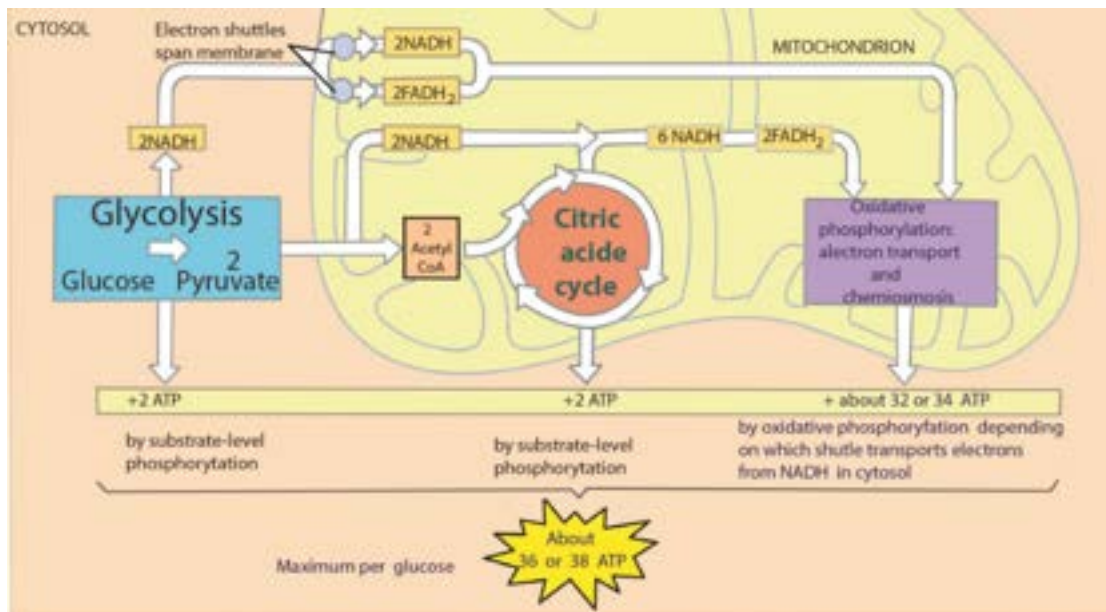 CYTOSOL
Electron shuttles
span membrane
2NADH
MITOCHONDRION
2FADH2
2NADH
2NADH
6 NADH
2FADH2
Glycolysis
Glucose
2
Pyruvate
2
Acetyl
CoA
Citric
acide
cycle
Oxidative
phosphorylation:
alectron transport
and
chemiosmosis
+2 ATP
+2 ATP
+ about 32 or 34 ATP
by substrate-level
phosphorytation
by substrate-level
phosphorytation
by oxidative phosphoryfation depending
on which shutle transports electrons
from NADH in cytosol
Maximum per glucose
About
36 or 38 ATP